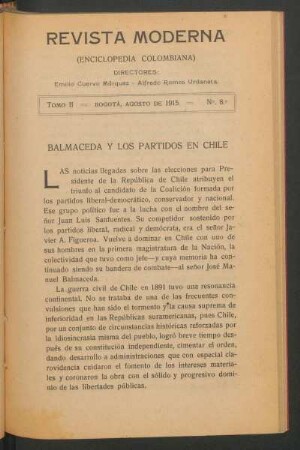 REVISTA MODERNA
(ENCICLOPEDIA COLOMBIANA)
DIRECTORES:
Emilio Cuervo Márquez - Alfredo Ramos Urdaneta.
TOMO II — BOGOTÁ, AGOSTO DE 1915 — Nº. 8.º
BALMACEDA Y LOS PARTIDOS EN CHILE
LAS noticias llegadas sobre las elecciones para Pre-
sidente de la República de Chile atribuyen el
triunfo al candidato de la Coalición formada por
los partidos liberal-democrático, conservador y nacional.
Ese grupo político fue a la lucha con el nombre del señor
Juan Luis Sanfuentes. Su competidor sostenido por
los partidos liberal, radical y demócrata, era el señor
Javier A. Figueroa. Vuelve a dominar en Chile con uno de
sus hombres en la primera magistratura de la Nación, la
colectividad que tuvo como jefe—y cuya memoria ha con-
tinuado siendo su bandera de combate—al señor José Ma-
nuel Balmaceda.
La guerra civil de Chile en 1891 tuvo una resonancia
continental. No se trataba de una de las frecuentes con-
vulsiones que han sido el tormento y la causa suprema de
inferioridad en las Repúblicas suramericanas, pues Chile,
por un conjunto de circunstancias históricas reforzadas por
la idiosincrasia misma del pueblo, logró breve tiempo des-
pués de su constitución independiente, cimentar el orden,
dando desarrollo a administraciones que con especial cla-
rovidencia cuidaron el fomento de los intereses materia-
les y coronaron la obra con el sólido y progresivo domi-
nio de las libertades públicas.